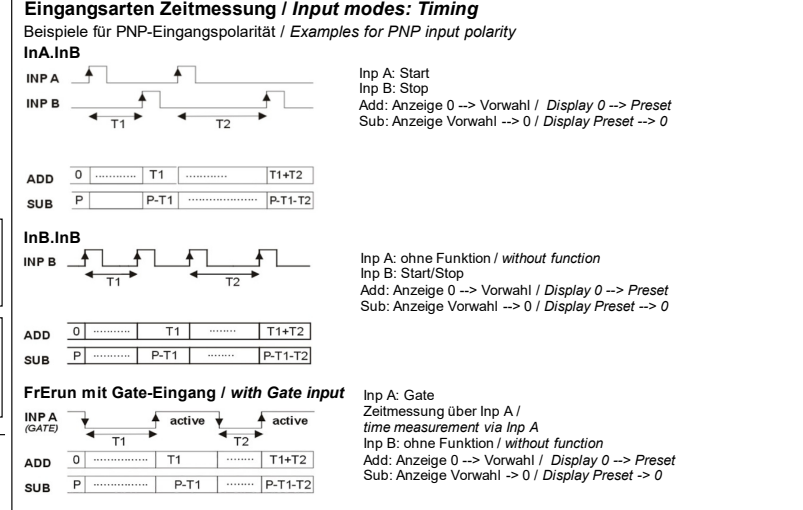 Eingangsarten Zeitmessung / Input modes: Timing
Beispiele für PNP-Eingangspolarität / Examples for PNP input polarity
InA.InB
INP A
INP B
T1 T2
Inp A: Start
Inp B: Stop
Add: Anzeige 0 --> Vorwahl / Display 0 --> Preset
Sub: Anzeige Vorwahl --> 0 / Display Preset --> 0
ADD 0 ············ T1 ············ T1+T2
SUB P P-T1 ···················· P-T1-T2
InB.InB
INP B
T1 T2
Inp A: ohne Funktion / without function
Inp B: Start/Stop
Add: Anzeige 0 --> Vorwahl / Display 0 --> Preset
Sub: Anzeige Vorwahl --> 0 / Display Preset --> 0
ADD 0 ··········· T1 ········ T1+T2
SUB P ··········· P-T1 ········ P-T1-T2
FrErun mit Gate-Eingang / with Gate input
INP A
(GATE)
active active
T1 T2
Inp A: Gate
Zeitmessung über Inp A /
time measurement via Inp A
Inp B: ohne Funktion / without function
Add: Anzeige 0 --> Vorwahl / Display 0 --> Preset
Sub: Anzeige Vorwahl -> 0 / Display Preset -> 0
ADD 0 ················ T1 ········ T1+T2
SUB P ················ P-T1 ········ P-T1-T2